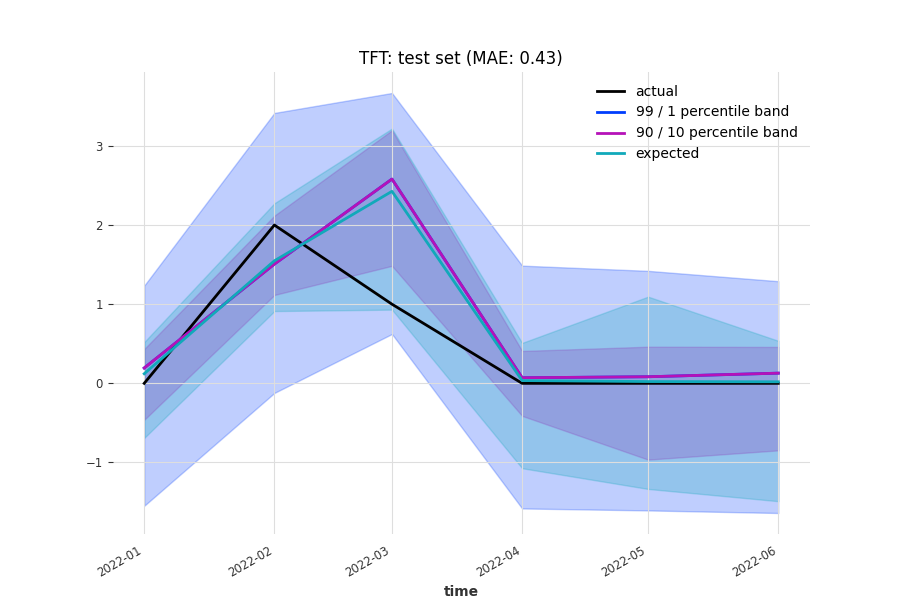 TFT: test set (MAE: 0.43)
actual
99 / 1 percentile band
90 / 10 percentile band
expected
3
2
1
0
−1
2022-01
2022-02
2022-03
2022-04
2022-05
2022-06
time